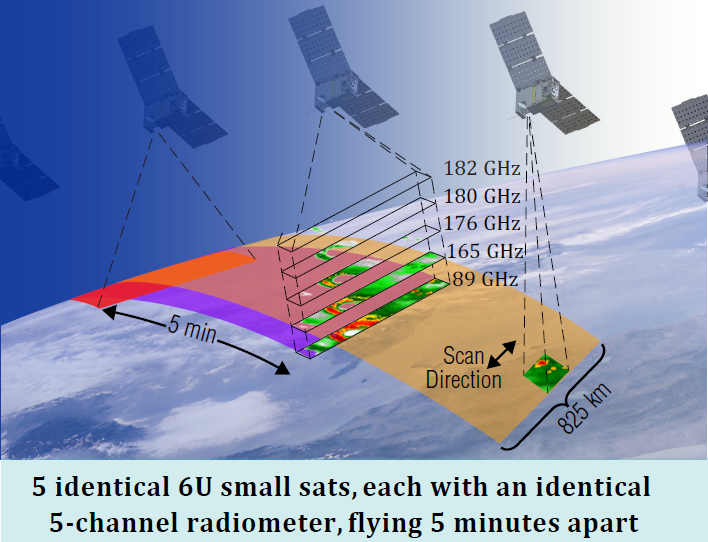 182 GHz
180 GHz
176 GHz
165 GHz
89 GHz
5 min
Scan
Direction
825 km
5 identical 6U small sats, each with an identical
5-channel radiometer, flying 5 minutes apart